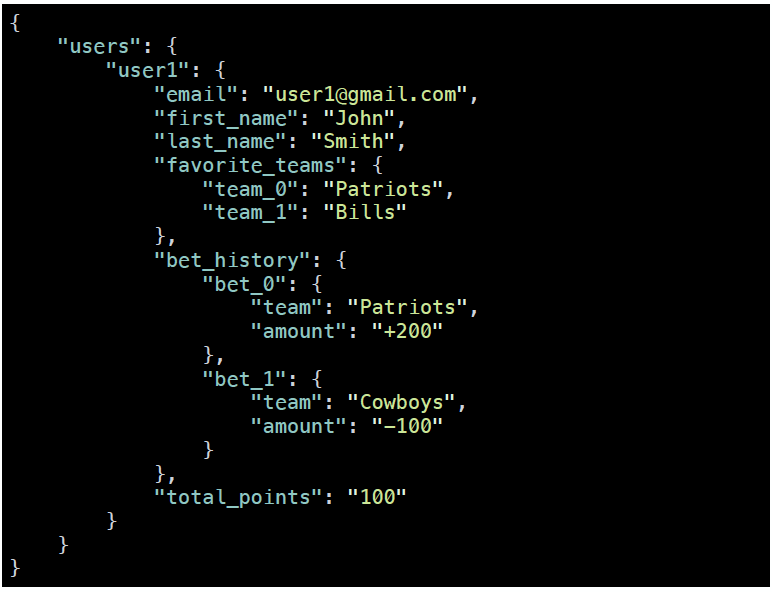 {
    "users": {
        "user1": {
            "email": "user1@gmail.com",
            "first_name": "John",
            "last_name": "Smith",
            "favorite_teams": {
                "team_0": "Patriots",
                "team_1": "Bills"
            },
            "bet_history": {
                "bet_0": {
                    "team": "Patriots",
                    "amount": "+200"
                },
                "bet_1": {
                    "team": "Cowboys",
                    "amount": "-100"
                }
            },
            "total_points": "100"
        }
    }
}